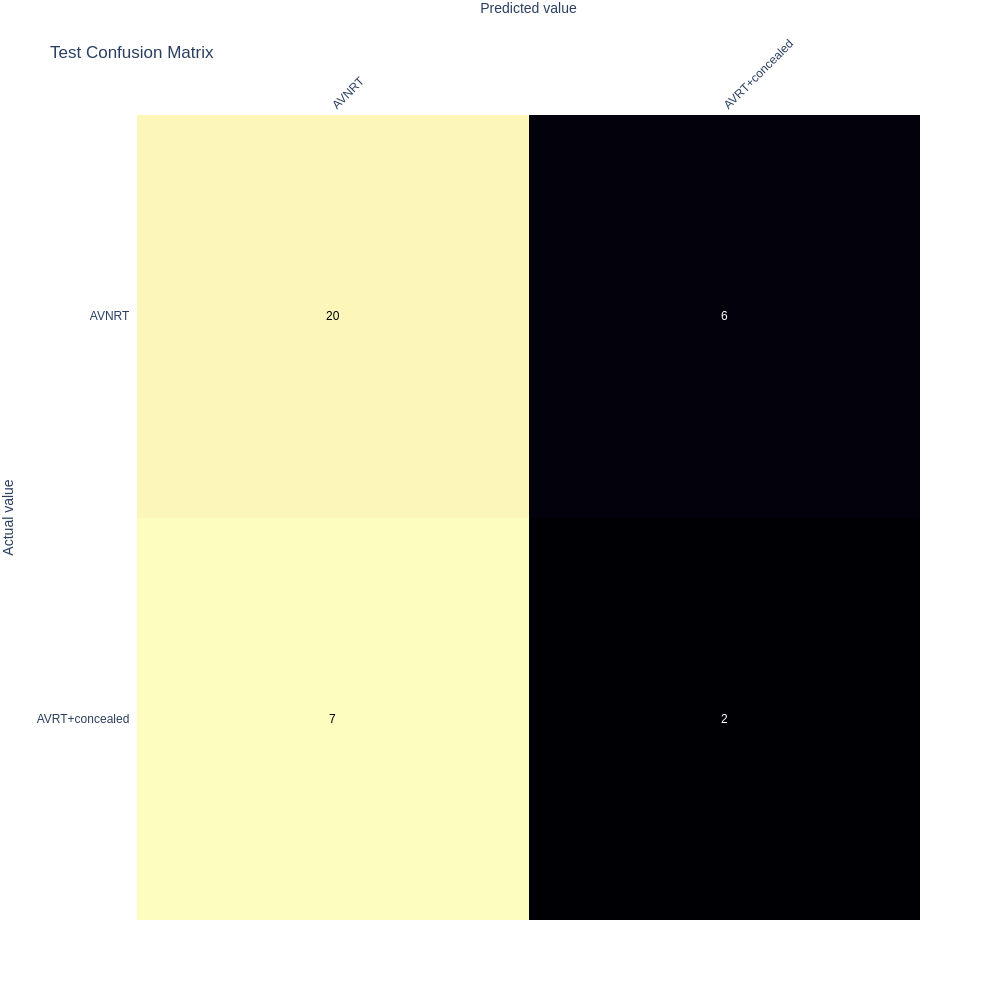 Predicted value
Test Confusion Matrix
AVNRT
AVRT+concealed
AVNRT
20
6
Actual value
AVRT+concealed
7
2